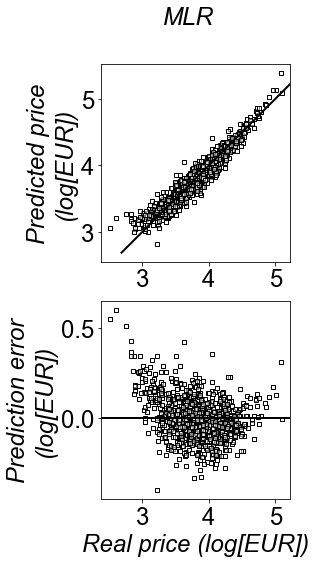 MLR
5
4
3
Predicted price
(log[EUR])
3 4 5
0.5
0.0
Prediction error
(log[EUR])
3 4 5
Real price (log[EUR])